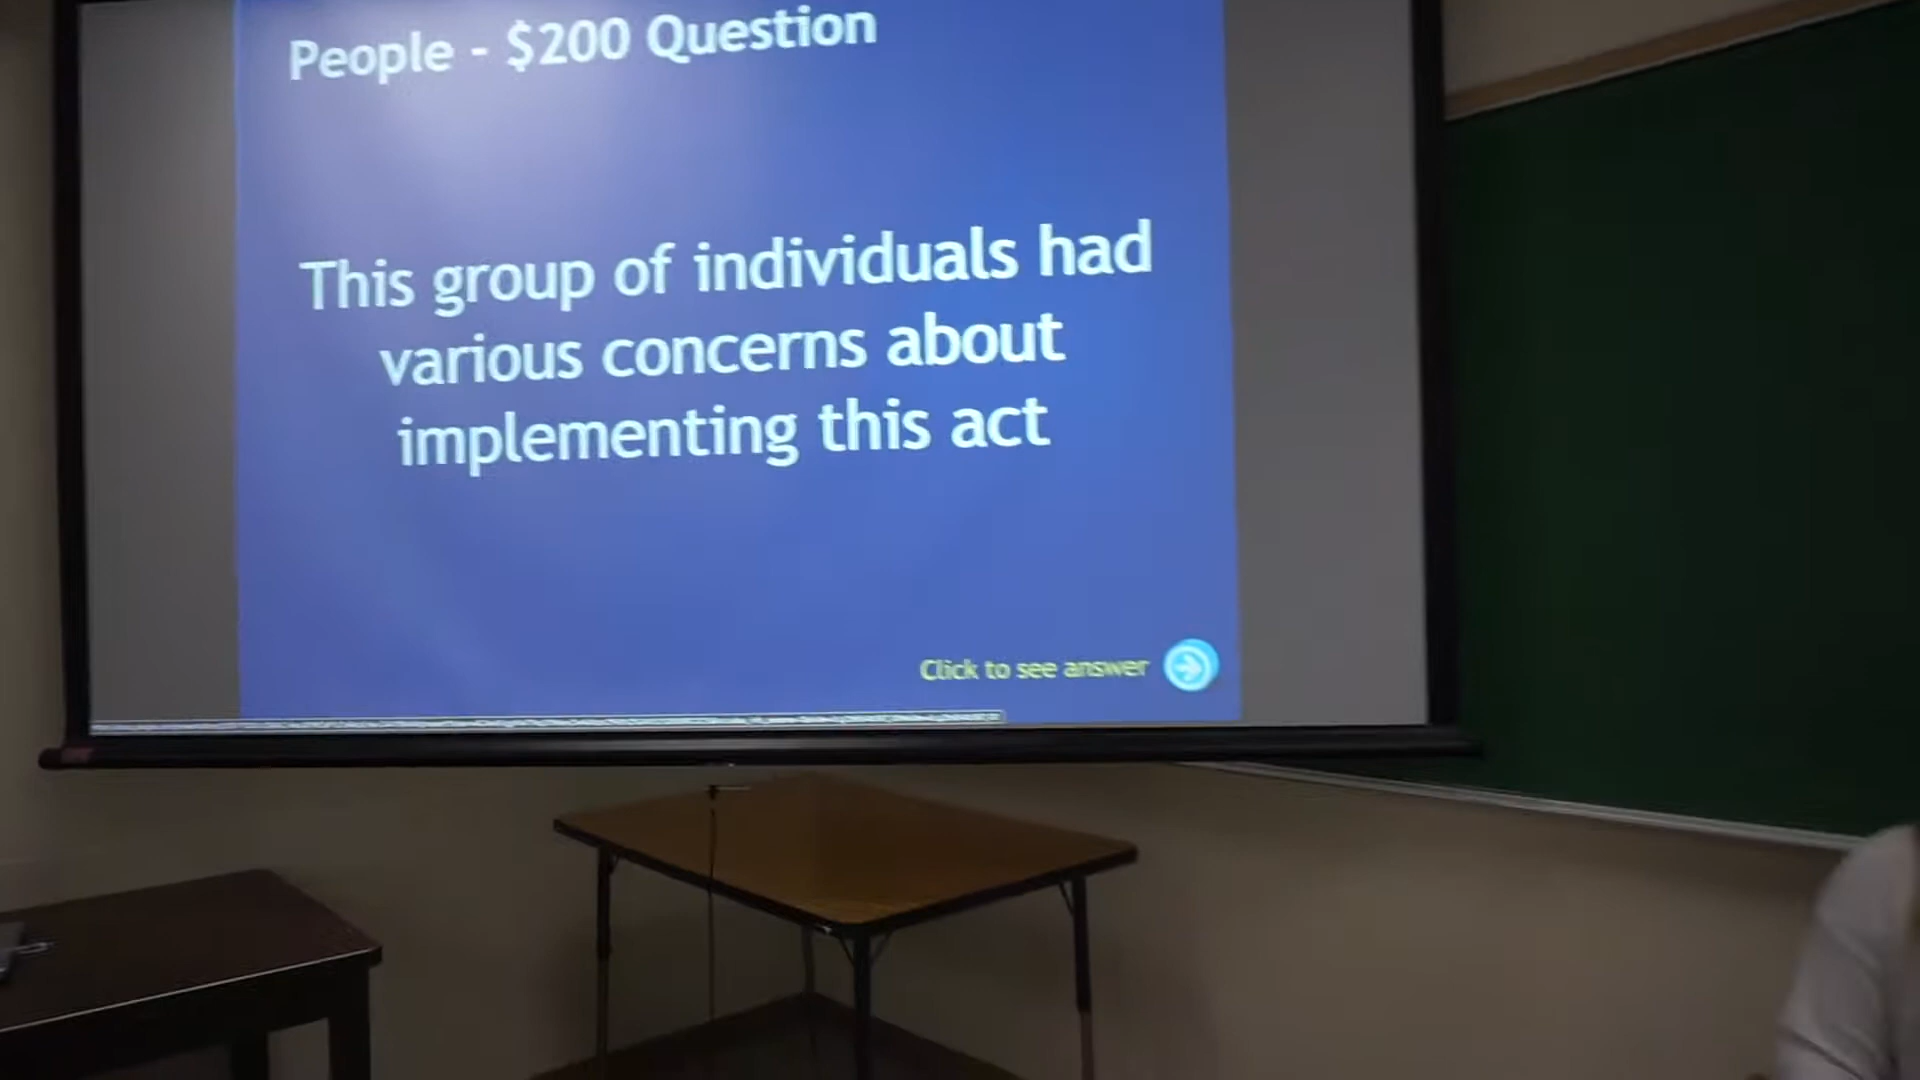 People - $200 Question
This group of individuals had
various concerns about
implementing this act
Click to see answer